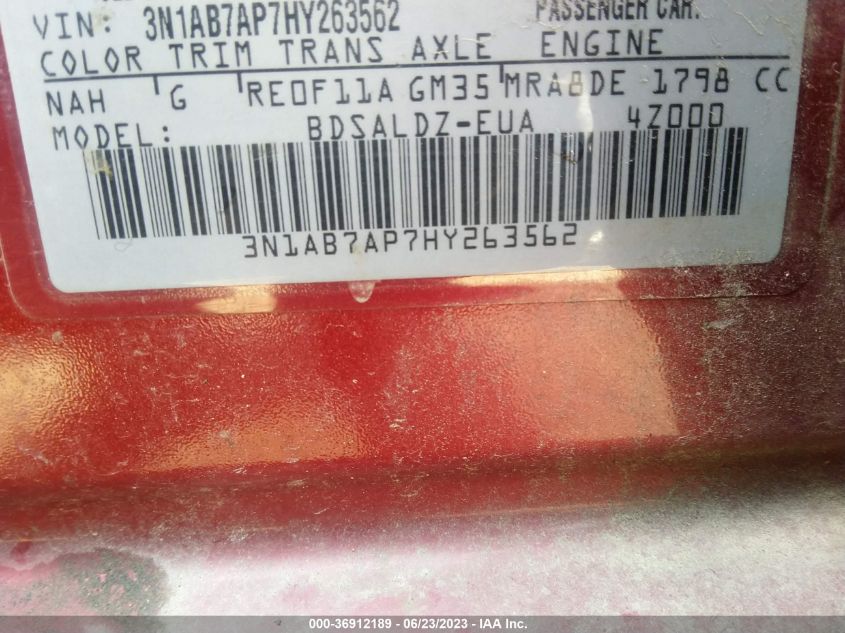 VIN: 3N1AB7AP7HY263562 PASSENGER CAR.
COLOR TRIM TRANS AXLE ENGINE
NAH G RE0F11A GM35 MRA8DE 1798 CC
MODEL: BDSALDZ-EUA 4Z000
3N1AB7AP7HY263562
000-36912189 - 06/23/2023 - IAA Inc.